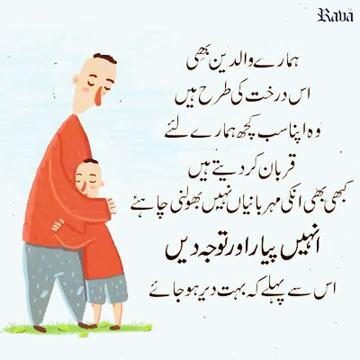 Rava
ہمارے والدین بھی
اس درخت کی طرح ہیں
وہ اپنا سب کچھ ہمارے لئے
قربان کر دیتے ہیں
کبھی بھی انکی مہربانیاں نہیں بھولنی چاہئے
انہیں پیار اور توجہ دیں
اس سے پہلے کہ بہت دیر ہو جائے